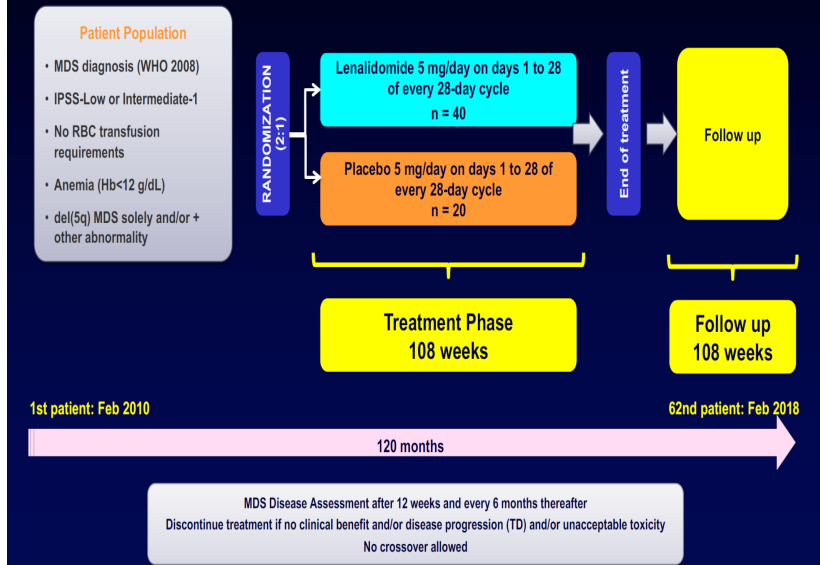 Patient Population
• MDS diagnosis (WHO 2008)
• IPSS-Low or Intermediate-1
• No RBC transfusion
requirements
• Anemia (Hb<12 g/dL)
• del(5q) MDS solely and/or +
other abnormality
RANDOMIZATION
(2:1)
Lenalidomide 5 mg/day on days 1 to 28
of every 28-day cycle
n = 40
Placebo 5 mg/day on days 1 to 28 of
every 28-day cycle
n = 20
End of treatment
Follow up
Treatment Phase
108 weeks
Follow up
108 weeks
1st patient: Feb 2010
62nd patient: Feb 2018
120 months
MDS Disease Assessment after 12 weeks and every 6 months thereafter
Discontinue treatment if no clinical benefit and/or disease progression (TD) and/or unacceptable toxicity
No crossover allowed